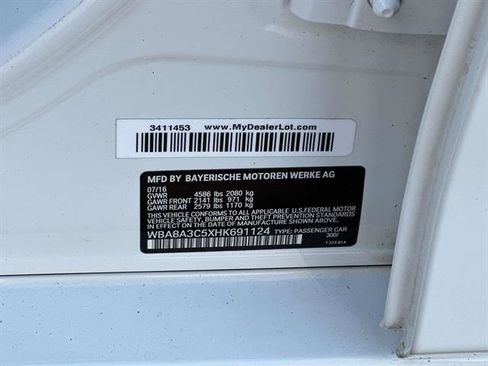 3411453 www.MyDealerLot.com
MFD BY BAYERISCHE MOTOREN WERKE AG
07/16
GVWR 4586 lbs 2080 kg
GAWR FRONT 2141 lbs 971 kg
GAWR REAR 2579 lbs 1170 kg
THIS VEHICLE CONFORMS TO ALL APPLICABLE U.S. FEDERAL MOTOR
VEHICLE SAFETY, BUMPER AND THEFT PREVENTION STANDARDS
IN EFFECT ON THE DATE OF MANUFACTURE SHOWN ABOVE.
WBA8A3C5XHK691124 TYPE: PASSENGER CAR
300/